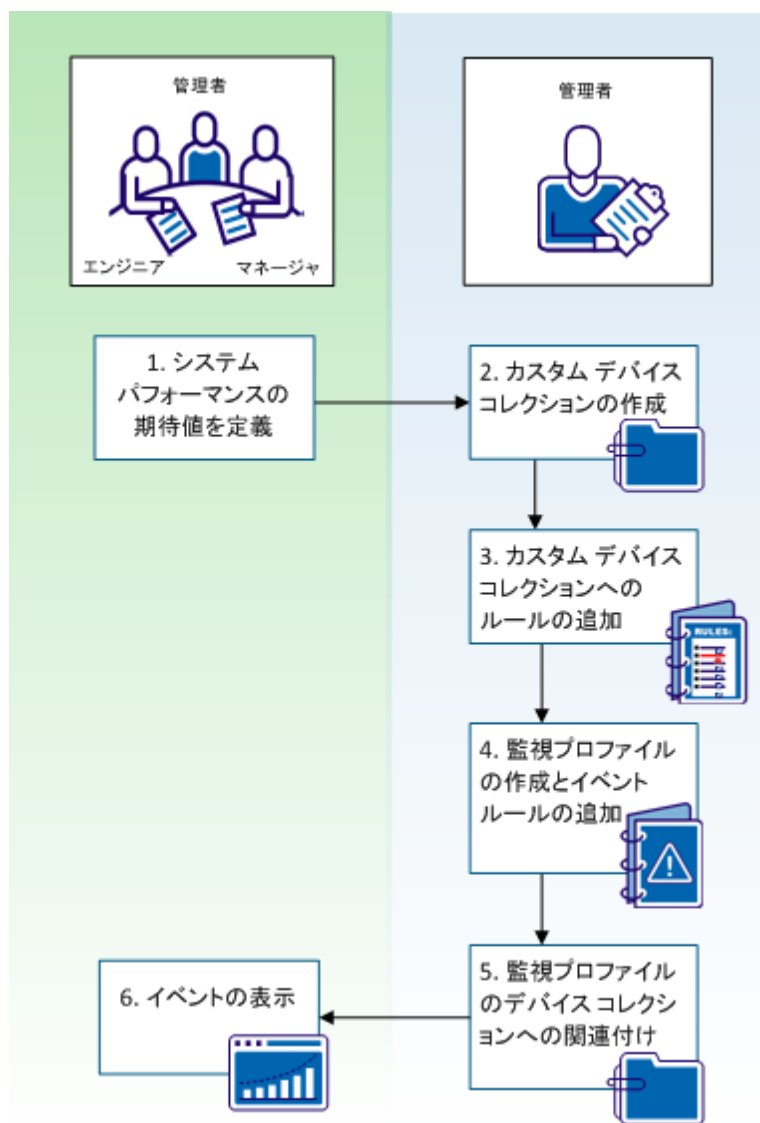 管理者
エンジニア
マネージャ
管理者
1. システム
パフォーマンスの
期待値を定義
2. カスタム デバイス
コレクションの作成
3. カスタム デバイス
コレクションへの
ルールの追加
RULES:
4. 監視プロファイル
の作成とイベント
ルールの追加
5. 監視プロファイル
のデバイス コレクシ
ョンへの関連付け
6. イベントの表示